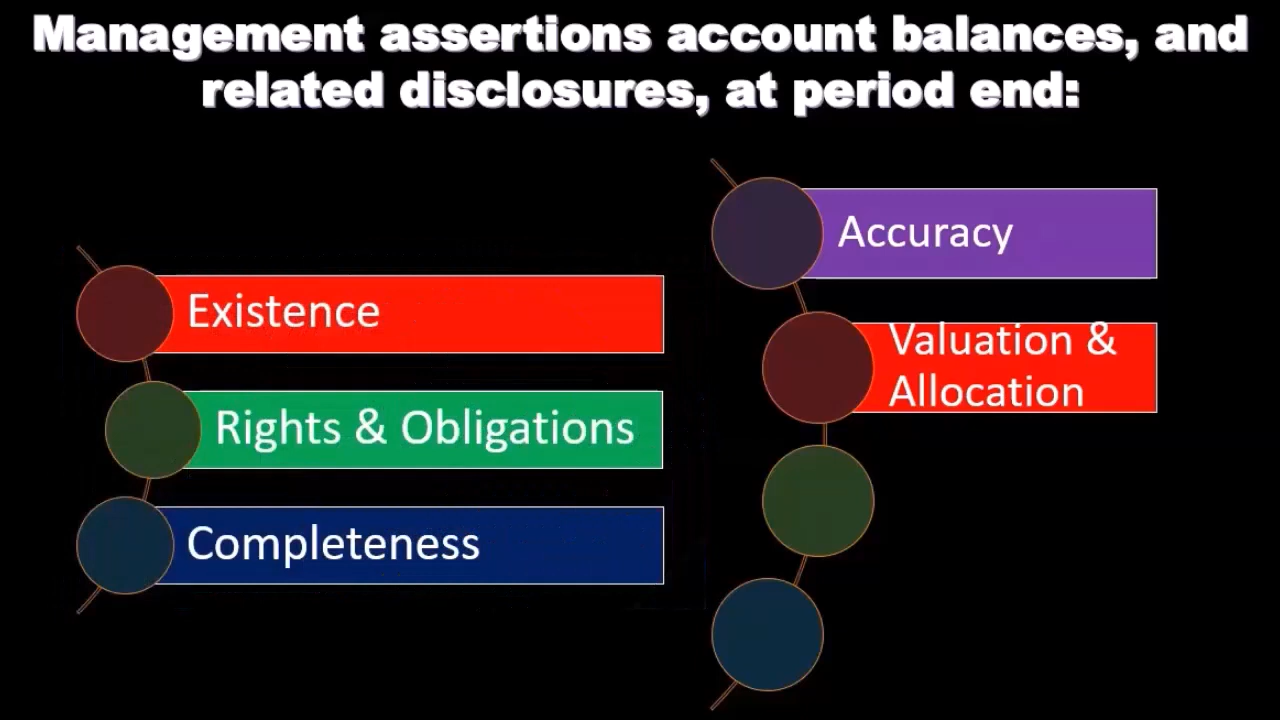 Management assertions account balances, and
related disclosures, at period end:
Existence
Rights & Obligations
Completeness
Accuracy
Valuation &
Allocation